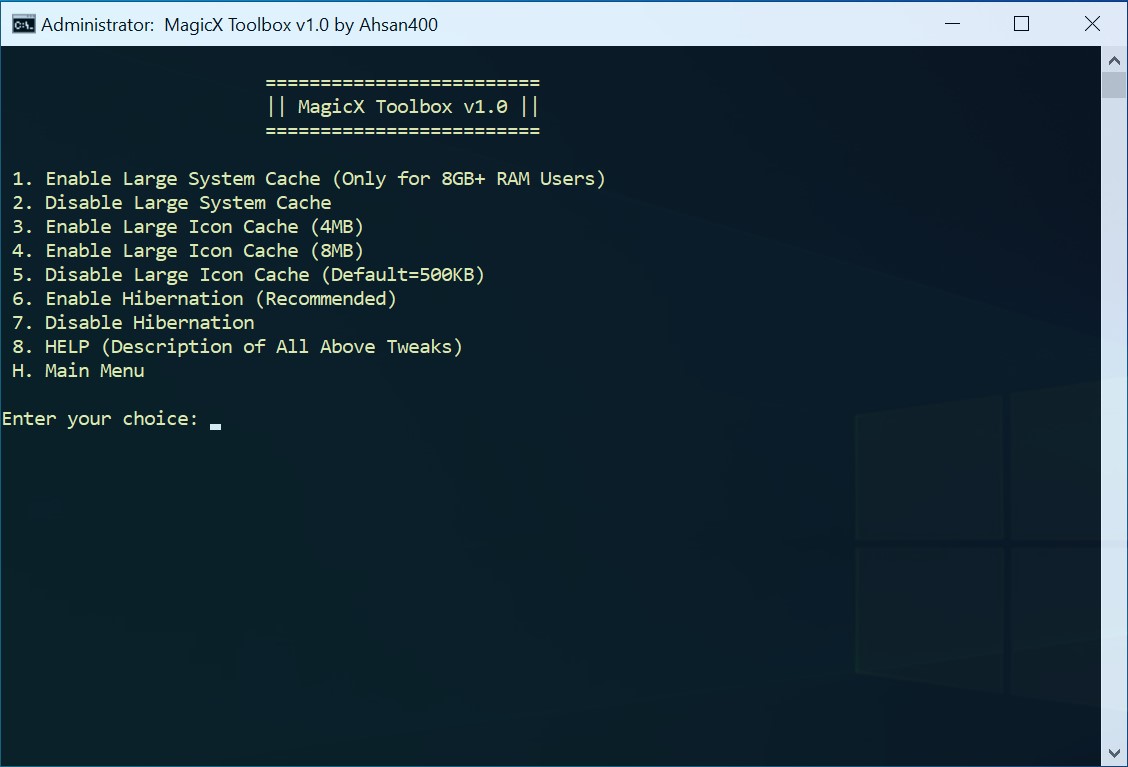 Administrator:  MagicX Toolbox v1.0 by Ahsan400
=========================
|| MagicX Toolbox v1.0 ||
=========================
1. Enable Large System Cache (Only for 8GB+ RAM Users)
2. Disable Large System Cache
3. Enable Large Icon Cache (4MB)
4. Enable Large Icon Cache (8MB)
5. Disable Large Icon Cache (Default=500KB)
6. Enable Hibernation (Recommended)
7. Disable Hibernation
8. HELP (Description of All Above Tweaks)
H. Main Menu
Enter your choice: _